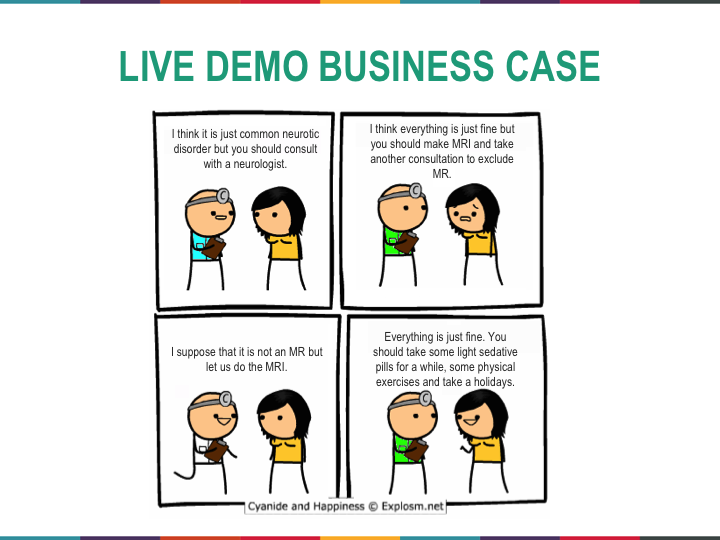 LIVE DEMO BUSINESS CASE
I think it is just common neurotic
disorder but you should consult
with a neurologist.
I think everything is just fine but
you should make MRI and take
another consultation to exclude
MR.
I suppose that it is not an MR but
let us do the MRI.
Everything is just fine. You
should take some light sedative
pills for a while, some physical
exercises and take a holidays.
Cyanide and Happiness © Explosm.net